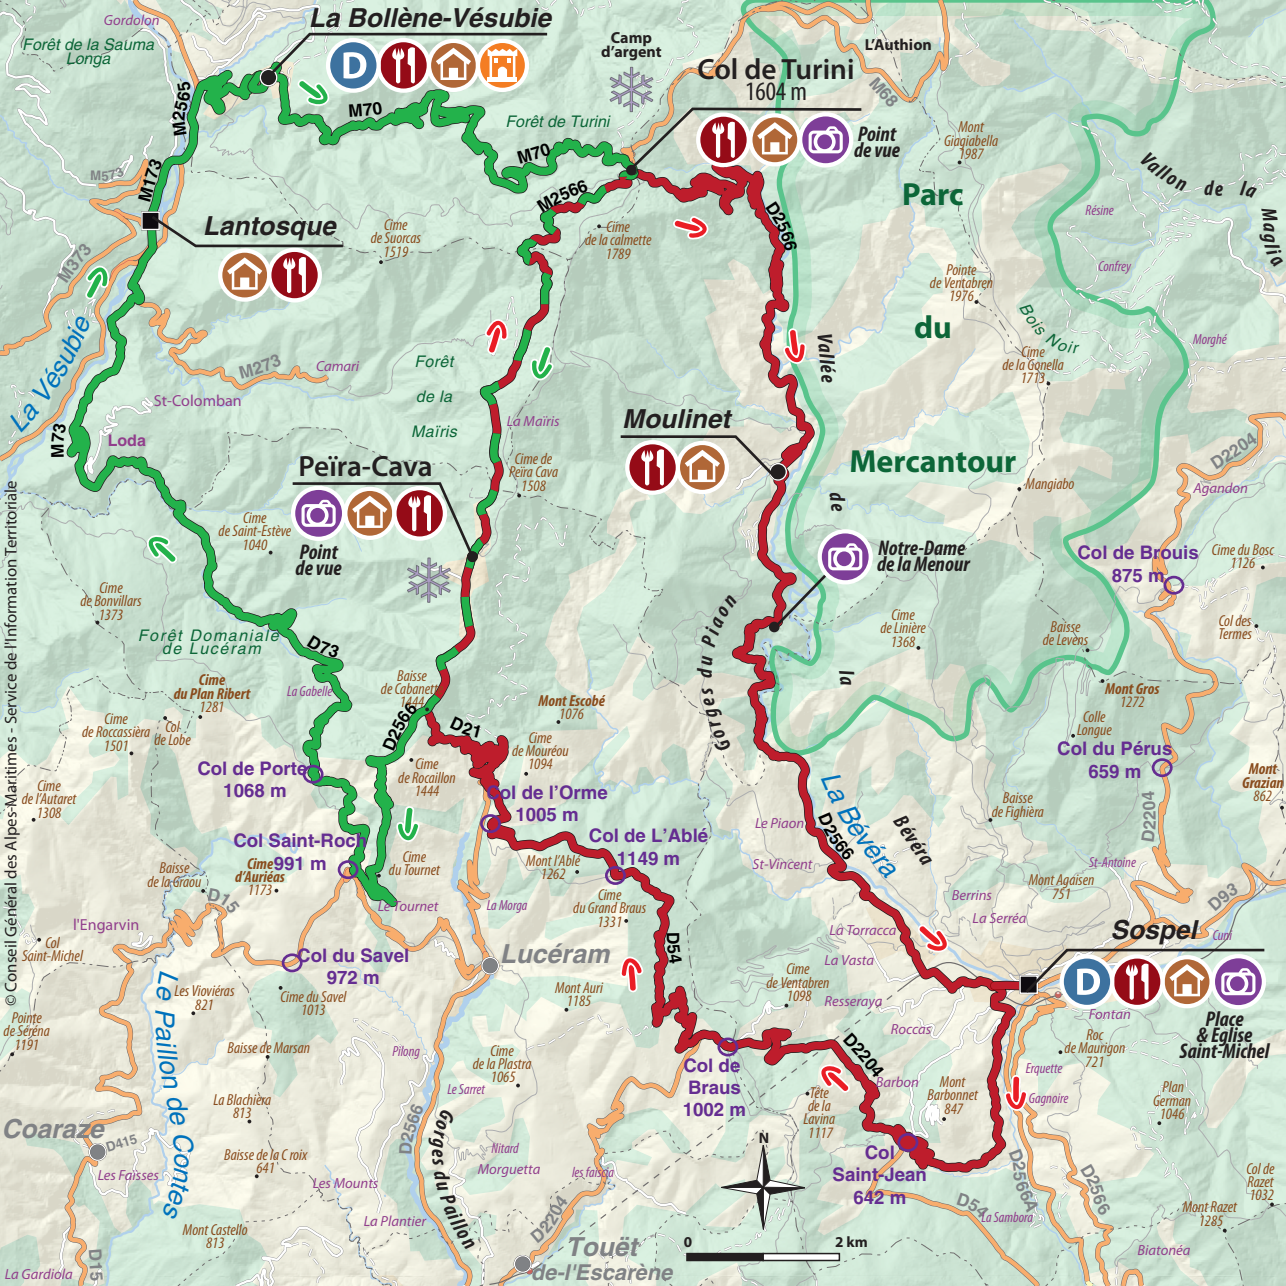 La Bollène-Vésubie
Gordolon
Forêt de la Sauma
Longa
D
Camp
d'argent
L'Authion
Col de Turini
1604 m
M68
M2565
M70
Forêt de Turini
M70
Point
de vue
Mont
Giagiabella
1987
Vallon de la
Maglia
M573
M173
M2566
Parc
Lantosque
Cime
de Suorcas
1519
Cime
de la calmette
1789
D2566
Résine
M373
Confrey
Pointe
de Ventabren
1976
La Vésubie
Bois Noir
du
Vallée
Morghé
M273
Camari
Forêt
de la
Maïris
Cime
de la Gonella
1713
St-Colomban
La Maïris
Moulinet
M73
Loda
Mercantour
D2204
Peïra-Cava
Cime de
Reïra Cava
1508
Mangiabo
Agandon
Point
de vue
de
Cime
de Saint-Estève
1040
Notre-Dame
de la Menour
Col de Brouis
875 m
Cime du Bosc
1126
Cime
de Bonvillars
1373
Gorges du Piaon
Cime
de Linière
1368
Baisse
de Levens
Col des
Termes
Forêt Domaniale
de Lucéram
D73
la
Cime
du Plan Ribert
1281
La Gabelle
Baisse
de Cabanette
1444
Mont Escobé
1076
Mont Gros
1272
Cime
de Roccassièra
1501
Col
de Lobe
D2566
D21
Cime
de Mouréou
1094
Colle
Longue
Col du Pérus
659 m
Col de Porte
1068 m
Cime
de Rocaillon
1444
Col de l'Orme
1005 m
Mont
Grazian
862
Cime
de l'Autaret
1308
La Bévéra
Bévéra
Baisse
de Fighièra
D2204
Le Piaon
D2566
Col Saint-Roch
991 m
Col de L'Ablé
1149 m
Cime
d'Auriéas
1173
Cime
du Tournet
Mont l'Ablé
1262
St-Vincent
St-Antoine
Baisse
de la Graou
Mont Agaisen
751
D15
Le Tournet
La Morga
Cime
du Grand Braus
1331
Berrins
D93
l'Engarvin
La Serréa
La Torracca
Sospel
Cuni
Col
Saint-Michel
Col du Savel
972 m
Lucéram
D54
La Vasta
D
Les Vioviéras
821
Cime du Savel
1013
Mont Auri
1185
Cime
de Ventabren
1098
Resseraya
Fontan
Place
& Eglise
Saint-Michel
Pointe
de Séréna
1191
Le Paillon de Contes
Baisse de Marsan
Pilong
Cime
de la Plastra
1065
Roccas
Roc
de Maurigon
721
D2204
Col de
Braus
1002 m
Erquette
Le Sarret
Barbon
Mont
Barbonnet
847
Gagnoire
Plan
German
1046
La Blachièra
813
Tête
de la
Lavina
1117
Coaraze
D415
D2566
Gorges du Paillon
N
Les Faïsses
Baisse de la C roix
641
Nitard
Morguetta
les faïsga
Col
Saint-Jean
642 m
D2566A
D2566
Col de
Razet
1032
Les Mounts
D54
La Sambora
Mont Razet
1285
La Plantier
D2204
Mont Castello
813
0
2 km
Biatonéa
Touët
de-l'Escarène
La Gardiola
D15
© Conseil Général des Alpes-Maritimes - Service de l'Information Territoriale